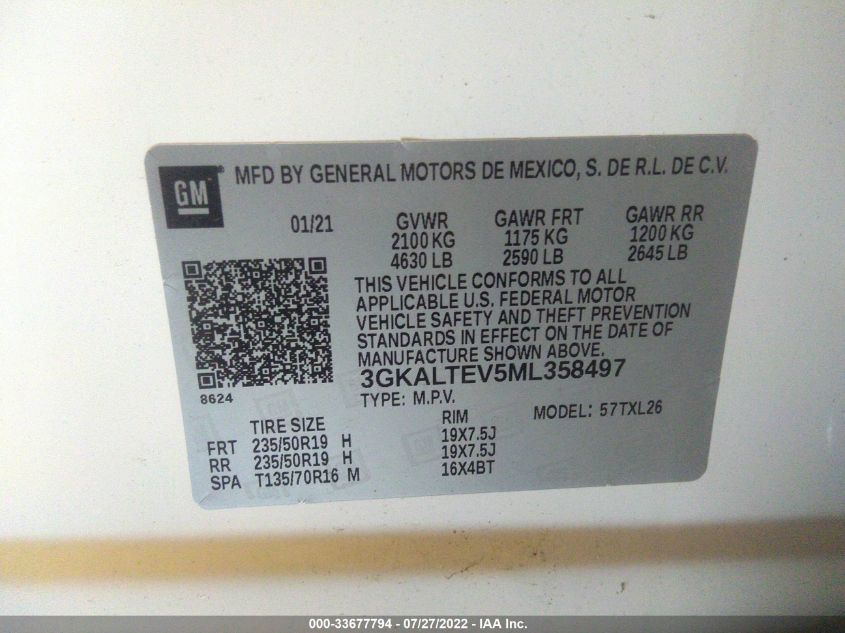 GM ® MFD BY GENERAL MOTORS DE MEXICO, S. DE R.L. DE C.V.
01/21 GVWR GAWR FRT GAWR RR
2100 KG 1175 KG 1200 KG
4630 LB 2590 LB 2645 LB
THIS VEHICLE CONFORMS TO ALL
APPLICABLE U.S. FEDERAL MOTOR
VEHICLE SAFETY AND THEFT PREVENTION
STANDARDS IN EFFECT ON THE DATE OF
MANUFACTURE SHOWN ABOVE.
3GKALTEV5ML358497
8624
TYPE: M.P.V. MODEL: 57TXL26
TIRE SIZE RIM
FRT 235/50R19 H 19X7.5J
RR 235/50R19 H 19X7.5J
SPA T135/70R16 M 16X4BT
000-33677794 - 07/27/2022 - IAA Inc.